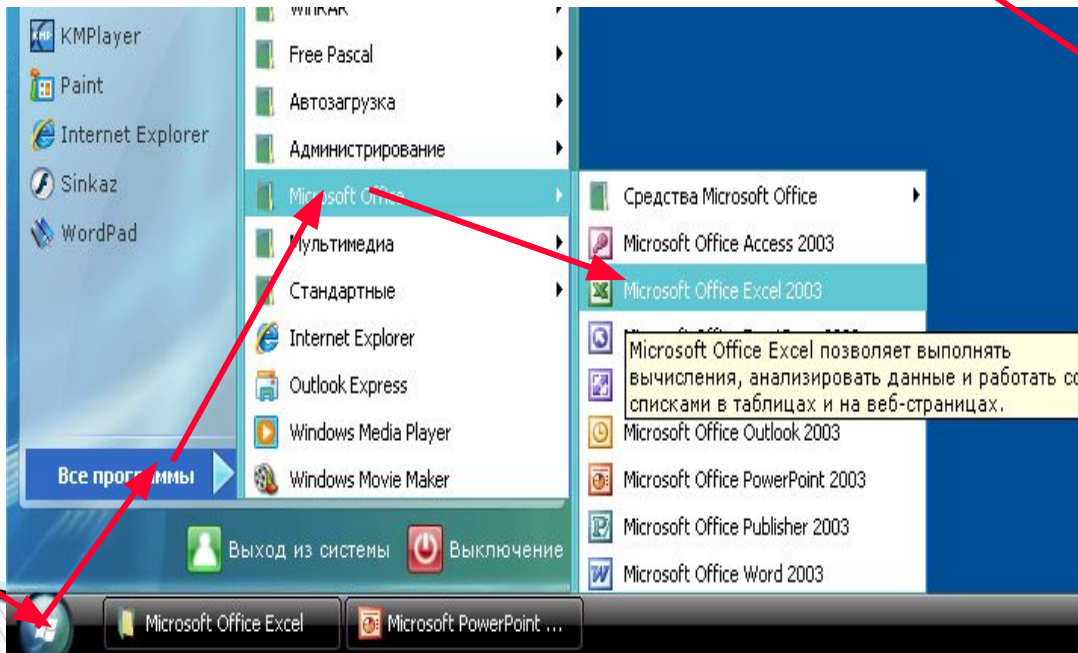 KMPlayer
Paint
Internet Explorer
Sinkaz
WordPad
Все программы
WinRAR
Free Pascal
Автозагрузка
Администрирование
Microsoft Office
Мультимедиа
Стандартные
Internet Explorer
Outlook Express
Windows Media Player
Windows Movie Maker
Средства Microsoft Office
Microsoft Office Access 2003
Microsoft Office Excel 2003
Microsoft Office Excel позволяет выполнять
вычисления, анализировать данные и работать со
списками в таблицах и на веб-страницах.
Microsoft Office Outlook 2003
Microsoft Office PowerPoint 2003
Microsoft Office Publisher 2003
Microsoft Office Word 2003
Выход из системы
Выключение
Microsoft Office Excel
Microsoft PowerPoint ...